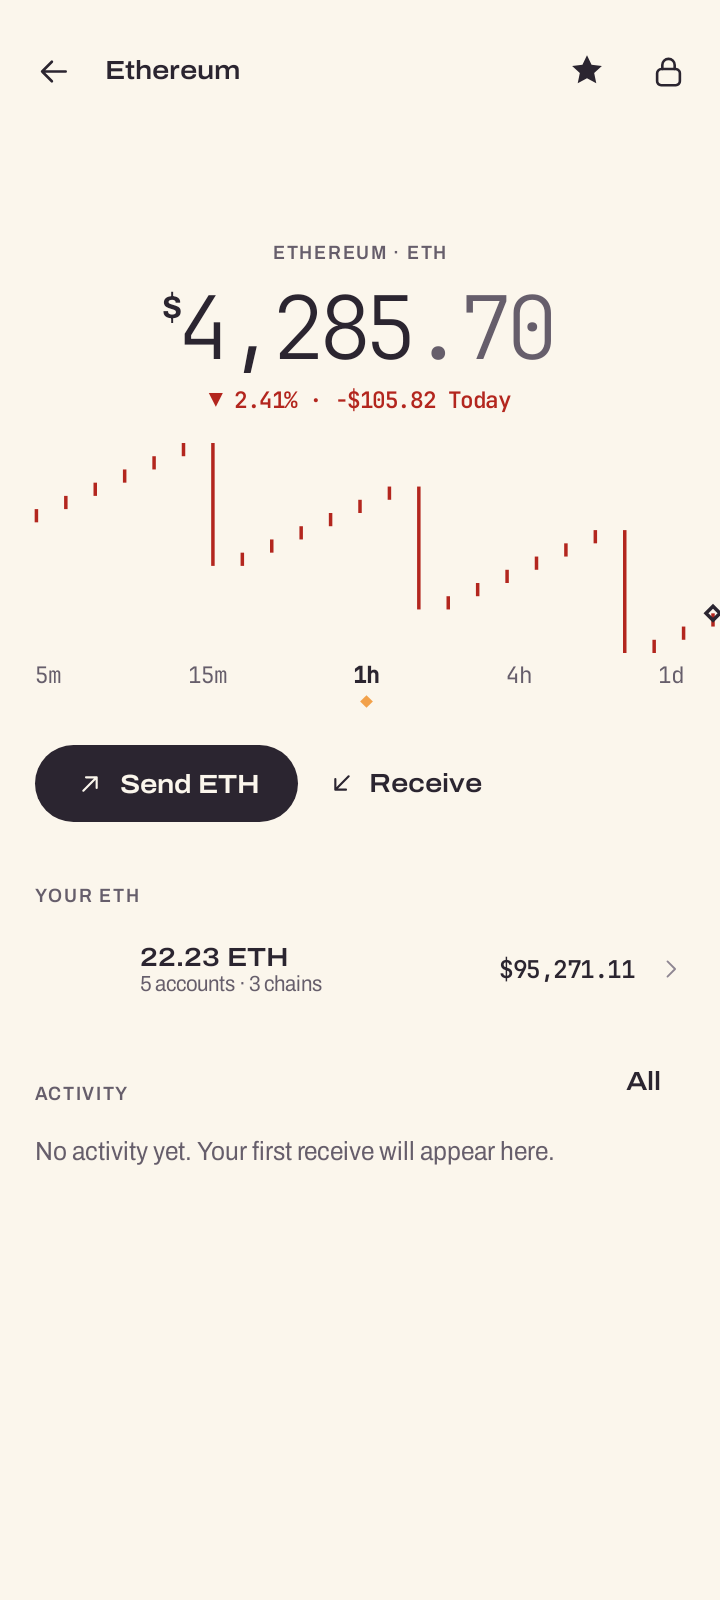 Ethereum
ETHEREUM · ETH
$4,285.70
▼ 2.41% · -$105.82 Today
5m 15m 1h 4h 1d
Send ETH Receive
YOUR ETH
22.23 ETH
5 accounts · 3 chains
$95,271.11
ACTIVITY All
No activity yet. Your first receive will appear here.